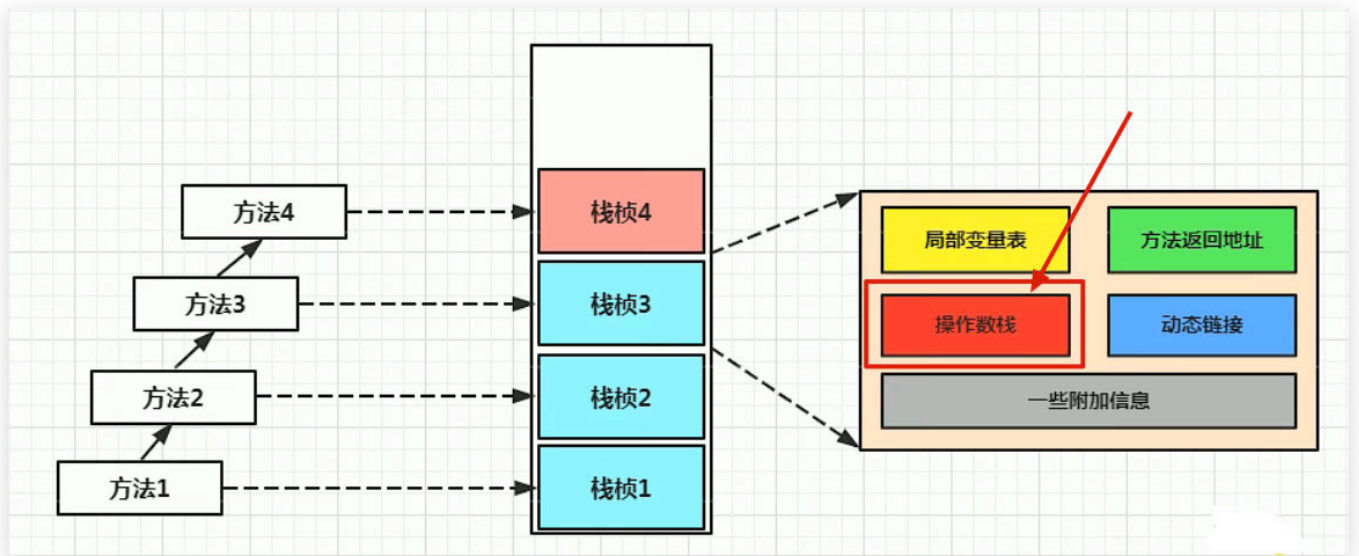 方法4
栈桢4
局部变量表
方法返回地址
方法3
栈桢3
操作数栈
动态链接
方法2
栈桢2
一些附加信息
方法1
栈桢1